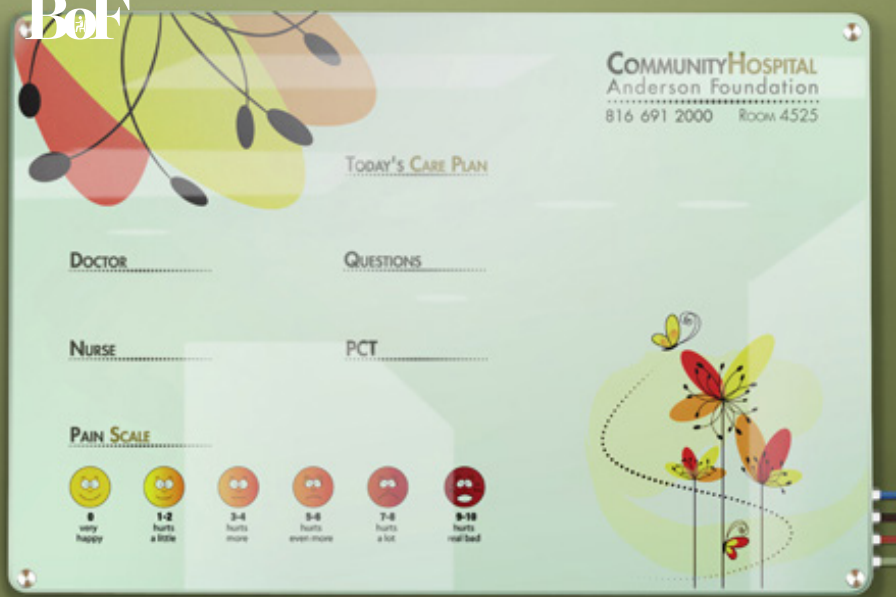 BoF
COMMUNITYHOSPITAL
Anderson Foundation
816 691 2000 ROOM 4525
TODAY'S CARE PLAN
DOCTOR
QUESTIONS
NURSE
PCT
PAIN SCALE
0
very
happy
1-2
hurts
a little
3-4
hurts
more
5-6
hurts
even more
7-8
hurts
a lot
9-10
hurts
real bad